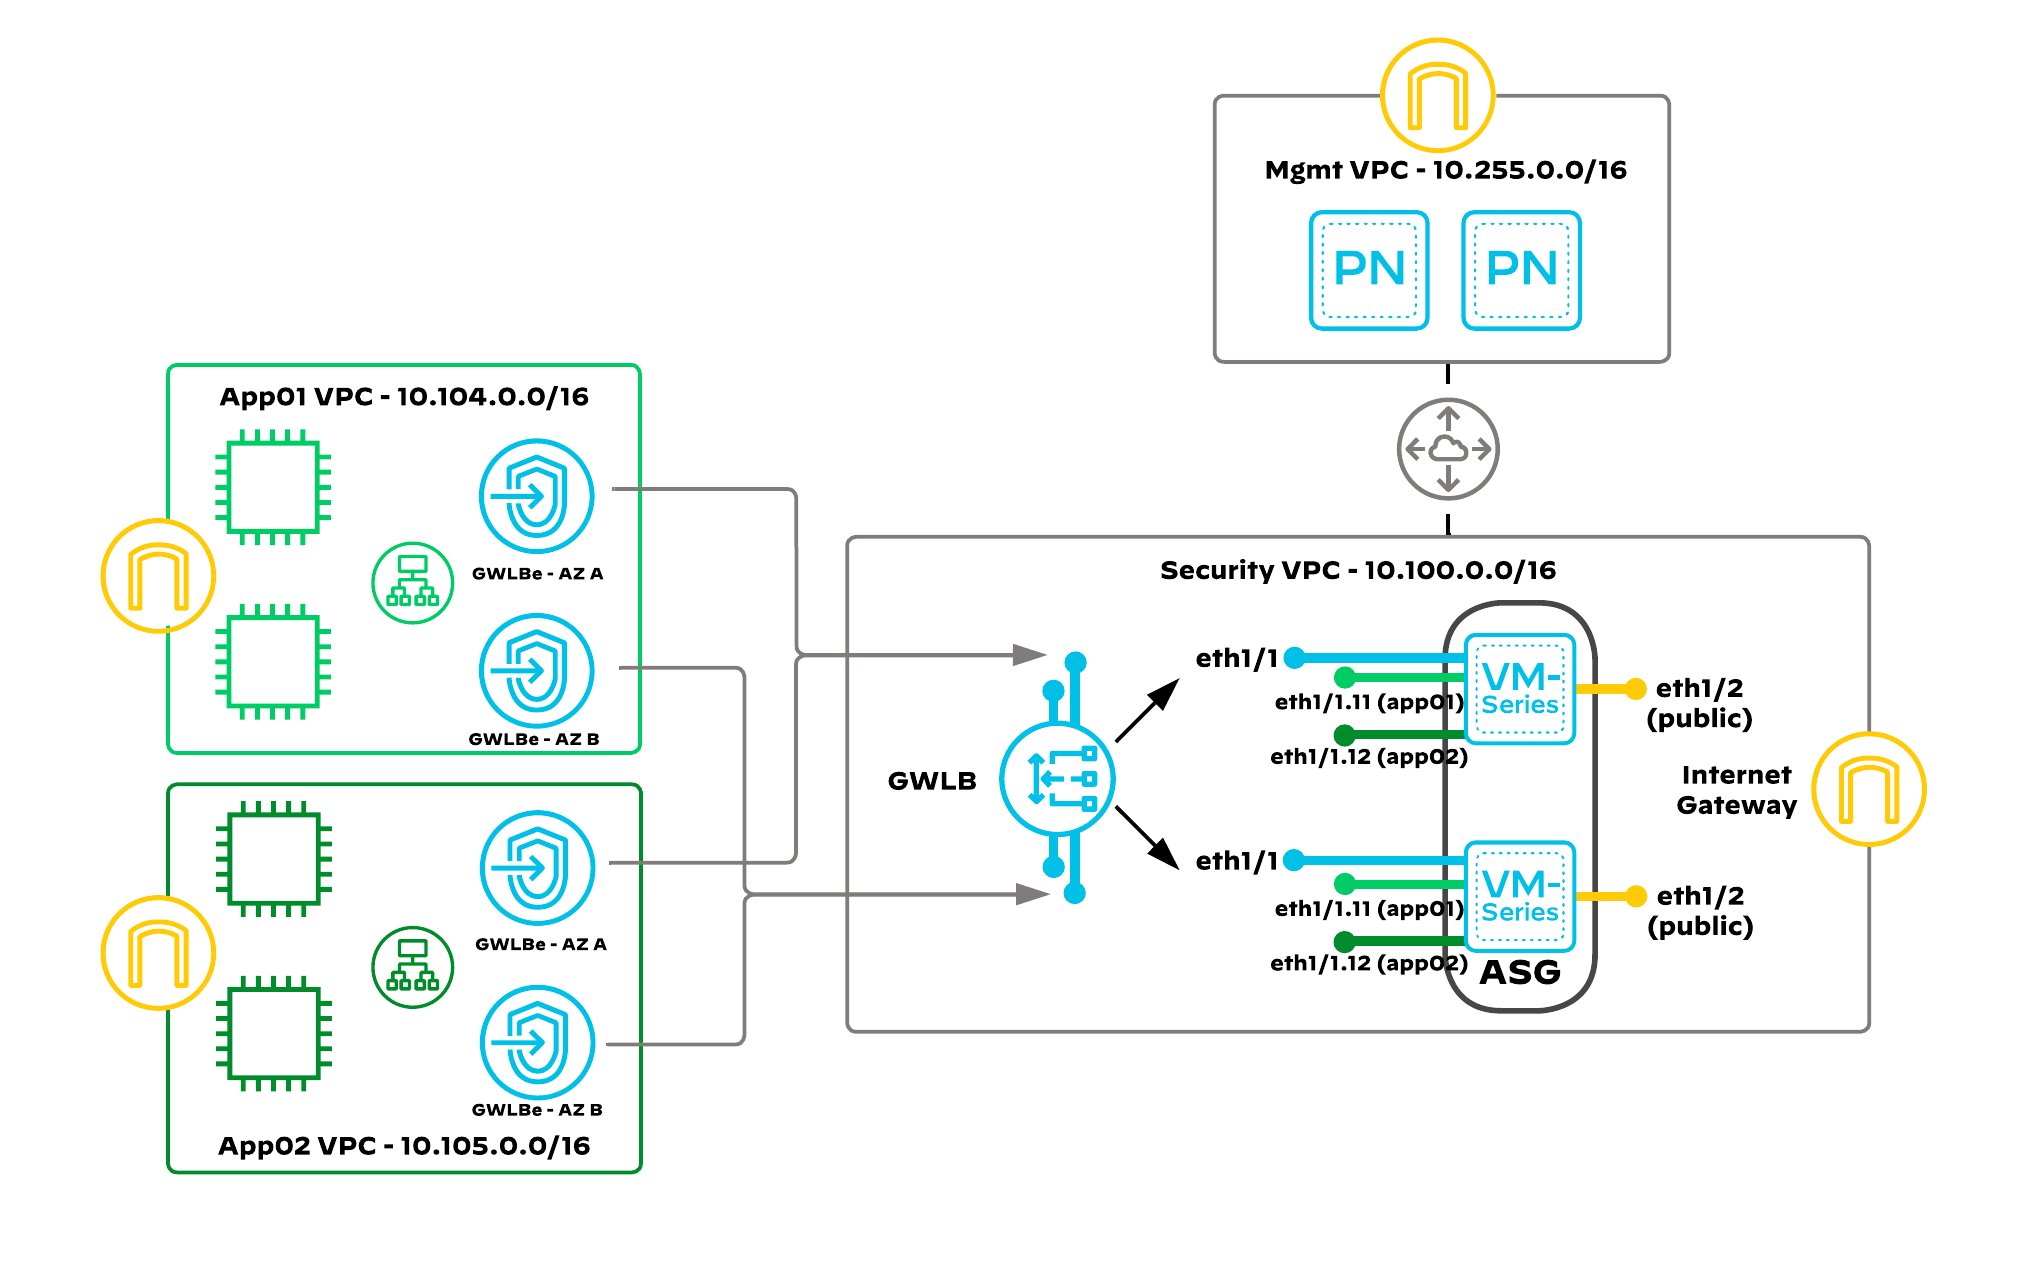 Mgmt VPC - 10.255.0.0/16
PN
PN
App01 VPC - 10.104.0.0/16
GWLBe - AZ A
GWLBe - AZ B
GWLBe - AZ A
GWLBe - AZ B
App02 VPC - 10.105.0.0/16
Security VPC - 10.100.0.0/16
GWLB
eth1/1
eth1/1.11 (app01)
eth1/1.12 (app02)
VM-
Series
eth1/2
(public)
Internet
Gateway
eth1/1
eth1/1.11 (app01)
eth1/1.12 (app02)
VM-
Series
eth1/2
(public)
ASG